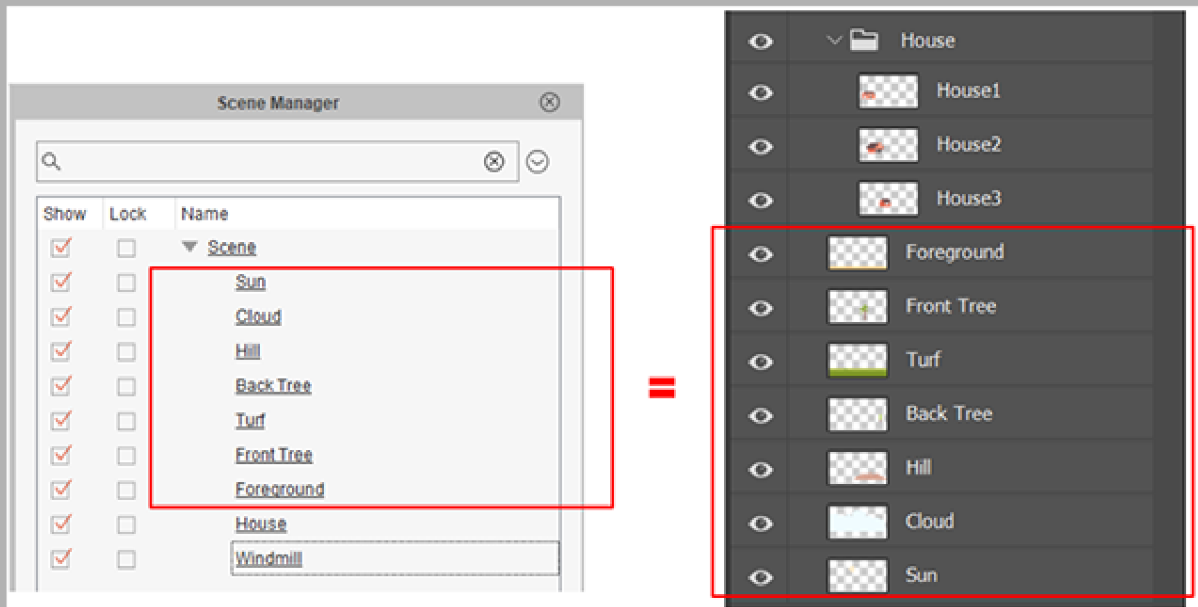 Scene Manager
Show Lock Name
Scene
Sun
Cloud
Hill
Back Tree
Turf
Front Tree
Foreground
House
Windmill
=
House
House1
House2
House3
Foreground
Front Tree
Turf
Back Tree
Hill
Cloud
Sun